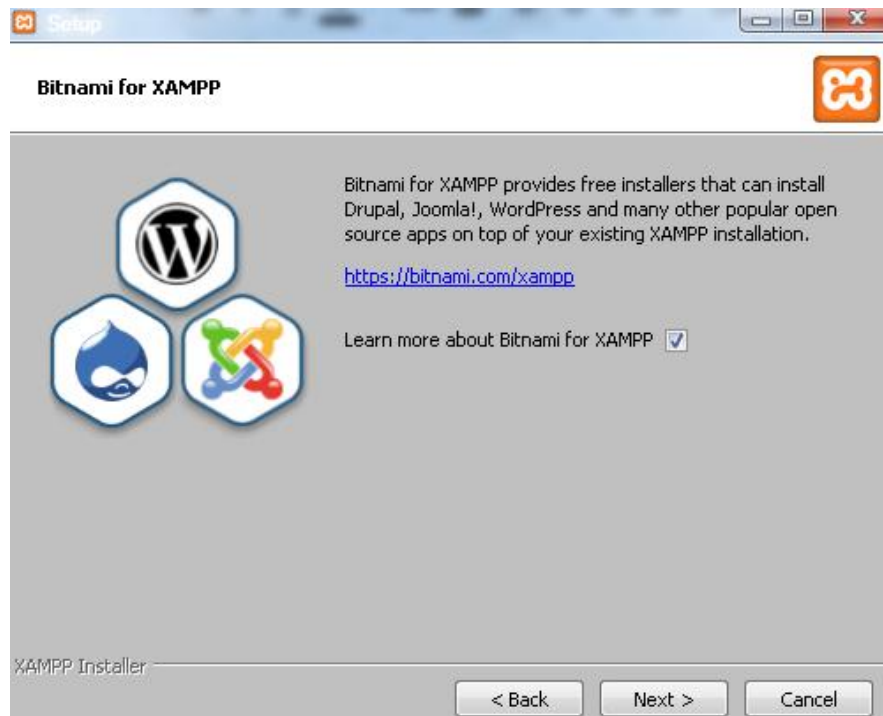 Setup
Bitnami for XAMPP
Bitnami for XAMPP provides free installers that can install
Drupal, Joomla!, WordPress and many other popular open
source apps on top of your existing XAMPP installation.
https://bitnami.com/xampp
Learn more about Bitnami for XAMPP
XAMPP Installer
< Back
Next >
Cancel